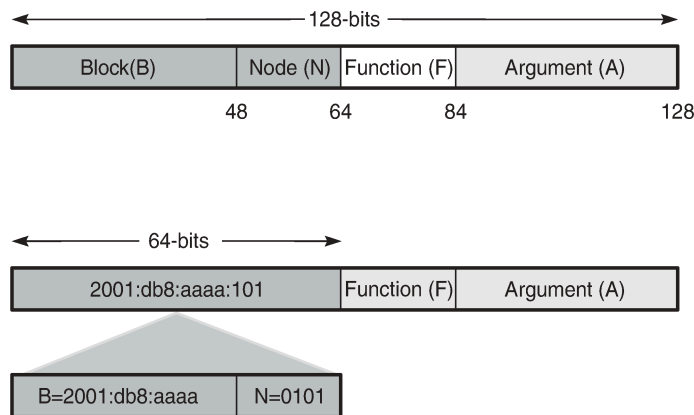 128-bits
Block(B) Node (N) Function (F) Argument (A)
48 64 84 128
64-bits
2001:db8:aaaa:101 Function (F) Argument (A)
B=2001:db8:aaaa N=0101